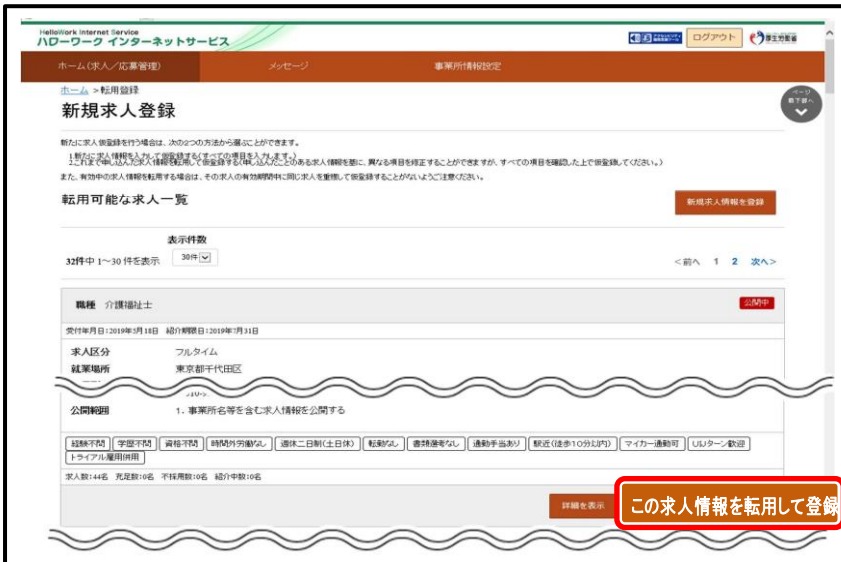 HelloWork Internet Service
ハローワーク インターネットサービス
ログアウト
厚生労働省
ホーム(求人/応募管理)
メッセージ
事業所情報設定
ホーム >転用登録
新規求人登録
ページ
最下部へ
新たに求人仮登録を行う場合は、次の2つの方法から選ぶことができます。
1.新たに求人情報を入力して仮登録する(すべての項目を入力します。)
2.これまで申し込んだ求人情報を転用して仮登録する(申し込んだことのある求人情報を基に、異なる項目を修正することができますが、すべての項目を確認した上で仮登録してください。)
また、有効中の求人情報を転用する場合は、その求人の有効期間中に同じ求人を重複して仮登録することがないようご注意ください。
転用可能な求人一覧
新規求人情報を登録
表示件数
32件中 1~30 件を表示 30件
<前へ 1 2 次へ>
職種 介護福祉士
公開中
受付年月日:2019年5月18日 紹介期限日:2019年7月31日
求人区分 フルタイム
就業場所 東京都千代田区
公開範囲 1. 事業所名等を含む求人情報を公開する
経験不問 学歴不問 資格不問 時間外労働なし 週休二日制(土日休) 転勤なし 書類選考なし 通勤手当あり 駅近(徒歩10分以内) マイカー通勤可 UIJターン歓迎
トライアル雇用併用
求人数:44名 充足数:0名 不採用数:0名 紹介中数:10名
詳細を表示
この求人情報を転用して登録